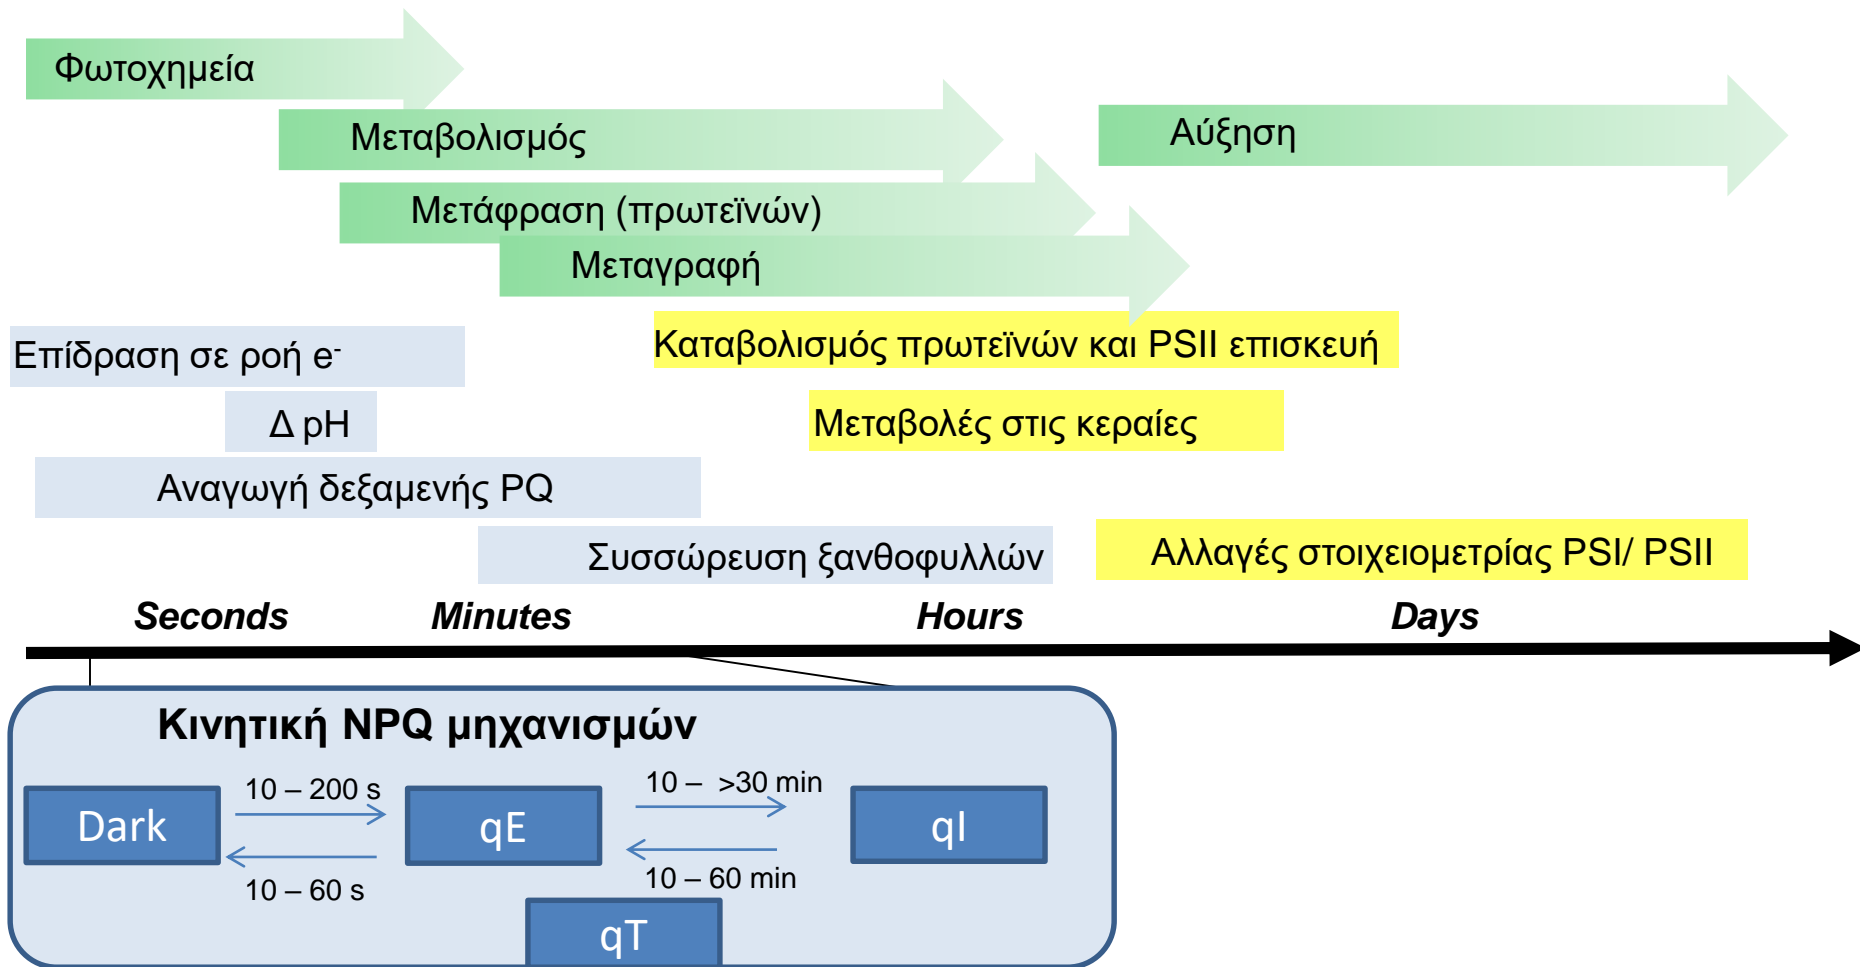 Φωτοχημεία
Μεταβολισμός
Αύξηση
Μετάφραση (πρωτεϊνών)
Μεταγραφή
Επίδραση σε ροή e-
Καταβολισμός πρωτεϊνών και PSII επισκευή
Δ pH
Μεταβολές στις κεραίες
Αναγωγή δεξαμενής PQ
Συσσώρευση ξανθοφυλλών
Αλλαγές στοιχειομετρίας PSI/ PSII
Seconds
Minutes
Hours
Days
Κινητική NPQ μηχανισμών
10 – 200 s
10 – >30 min
Dark
qE
qI
10 – 60 s
10 – 60 min
qT